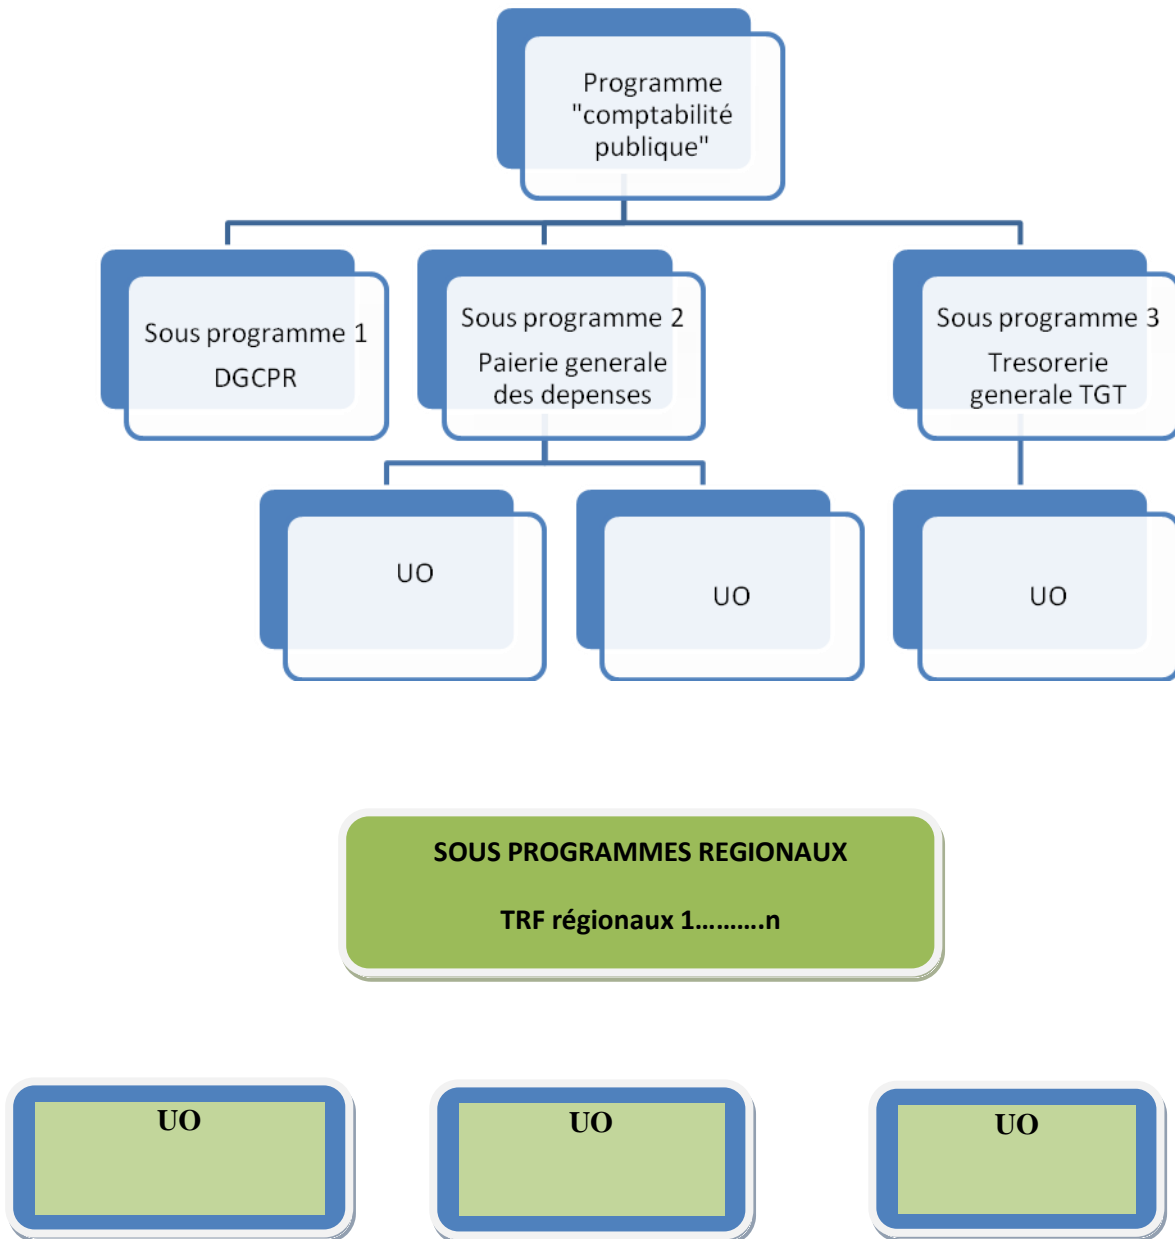 Programme
"comptabilité
publique"
Sous programme 1
DGCPR
Sous programme 2
Paierie generale
des depenses
Sous programme 3
Tresorerie
generale TGT
UO
UO
UO
SOUS PROGRAMMES REGIONAUX
TRF régionaux 1……….n
UO
UO
UO